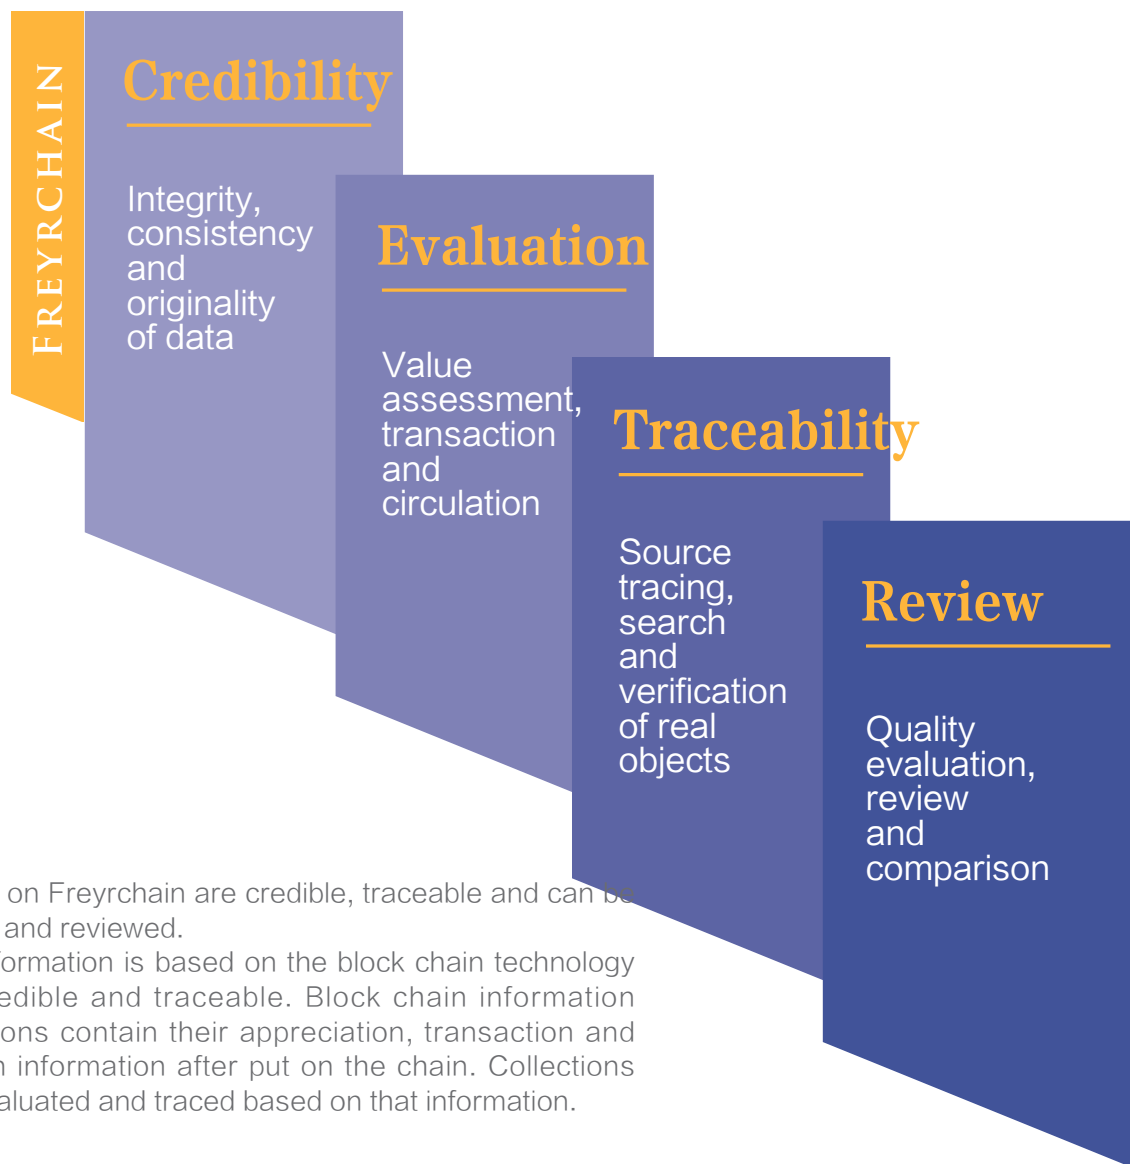 FREYRCHAIN
Credibility
Integrity,
consistency
and
originality
of data
Evaluation
Value
assessment,
transaction
and
circulation
Traceability
Source
tracing,
search
and
verification
of real
objects
Review
Quality
evaluation,
review
and
comparison
on Freyrchain are credible, traceable and can be
and reviewed.
formation is based on the block chain technology
edible and traceable. Block chain information
ons contain their appreciation, transaction and
n information after put on the chain. Collections
aluated and traced based on that information.